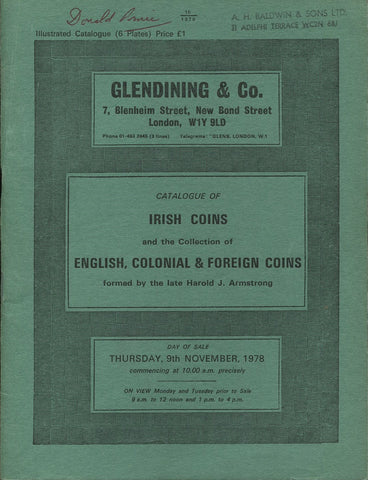 Donald
15
1978
A. H. BALDWIN & SONS LTD.
11 ADELPHI TERRACE WC2N 6BJ
Illustrated Catalogue (6 Plates) Price £1
GLENDINING & Co.
7, Blenheim Street, New Bond Street
London, W1Y 9LD
Phone 01-493 2445 (3 lines) Telegrams: "GLENS, LONDON, W.1
CATALOGUE OF
IRISH COINS
and the Collection of
ENGLISH, COLONIAL & FOREIGN COINS
formed by the late Harold J. Armstrong
DAY OF SALE
THURSDAY, 9th NOVEMBER, 1978
commencing at 10.00 a.m. precisely
ON VIEW Monday and Tuesday prior to Sale
9 a.m. to 12 noon and 1 p.m. to 4 p.m.